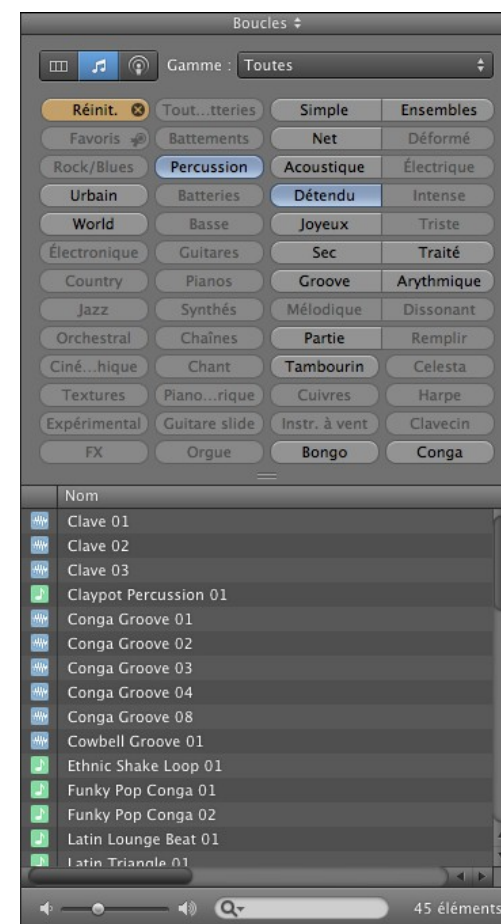 Boucles
Gamme : Toutes
Réinit. Tout...tteries Simple Ensembles
Favoris Battements Net Déformé
Rock/Blues Percussion Acoustique Électrique
Urbain Batteries Détendu Intense
World Basse Joyeux Triste
Électronique Guitares Sec Traité
Country Pianos Groove Arythmique
Jazz Synthés Mélodique Dissonant
Orchestral Chaînes Partie Remplir
Ciné...hique Chant Tambourin Celesta
Textures Piano...rique Cuivres Harpe
Expérimental Guitare slide Instr. à vent Clavecin
FX Orgue Bongo Conga
Nom
Clave 01
Clave 02
Clave 03
Claypot Percussion 01
Conga Groove 01
Conga Groove 02
Conga Groove 03
Conga Groove 04
Conga Groove 08
Cowbell Groove 01
Ethnic Shake Loop 01
Funky Pop Conga 01
Funky Pop Conga 02
Latin Lounge Beat 01
Latin Triangle 01
45 éléments